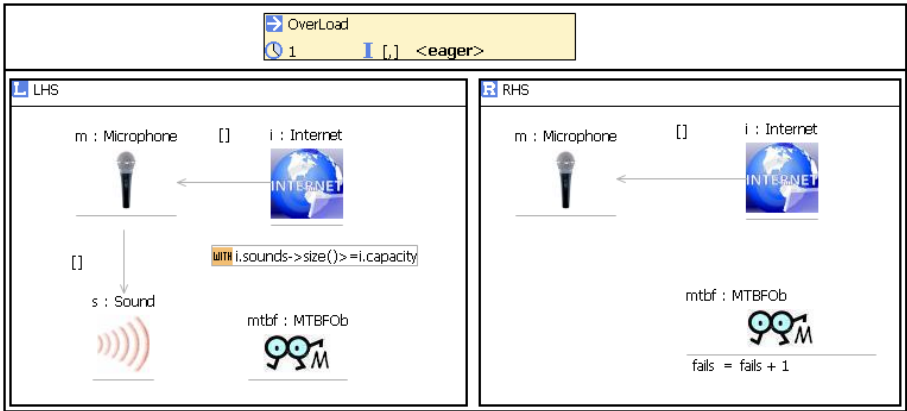 OverLoad
1 I [,] <eager>
L LHS
m : Microphone [] i : Internet
INTERNET
WITH i.sounds->size()>=i.capacity
[]
s : Sound
mtbf : MTBFOb
M
R RHS
m : Microphone [] i : Internet
INTERNET
mtbf : MTBFOb
M
fails = fails + 1